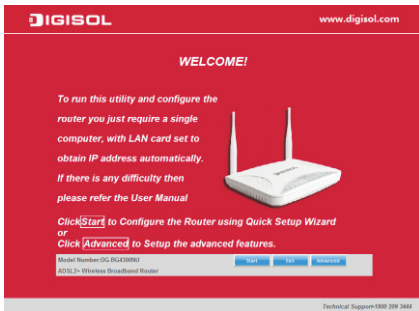 DIGISOL
www.digisol.com
WELCOME!
To run this utility and configure the
router you just require a single
computer, with LAN card set to
obtain IP address automatically.
If there is any difficulty then
please refer the User Manual
Click Start to Configure the Router using Quick Setup Wizard
or
Click Advanced to Setup the advanced features.
Model Number:DG-BG4300NU
Start
Exit
Advanced
ADSL2+ Wireless Broadband Router
Technical Support-1800 209 3444